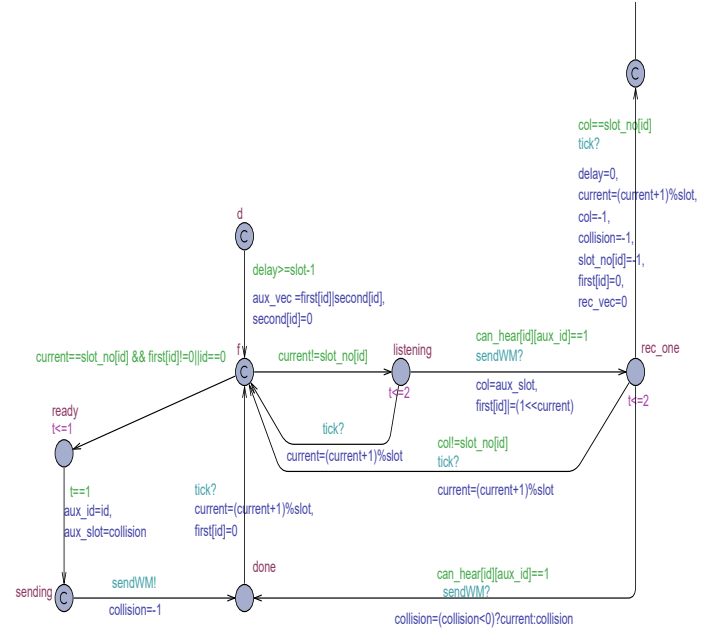 C
col==slot_no[id]
tick?
delay=0,
current=(current+1)%slot,
col=-1,
collision=-1,
slot_no[id]=-1,
first[id]=0,
rec_vec=0
d
C
delay>=slot-1
aux_vec =first[id]||second[id],
second[id]=0
current==slot_no[id] && first[id]!=0||id==0
f
C
current!=slot_no[id]
listening
t<=2
can_hear[id][aux_id]==1
sendWM?
col=aux_slot,
first[id]|=(1<<current)
rec_one
t<=2
ready
t<=1
tick?
current=(current+1)%slot
col!=slot_no[id]
tick?
current=(current+1)%slot
t==1
aux_id=id,
aux_slot=collision
tick?
current=(current+1)%slot,
first[id]=0
sending
C
sendWM!
collision=-1
done
can_hear[id][aux_id]==1
sendWM?
collision=(collision<0)?current:collision